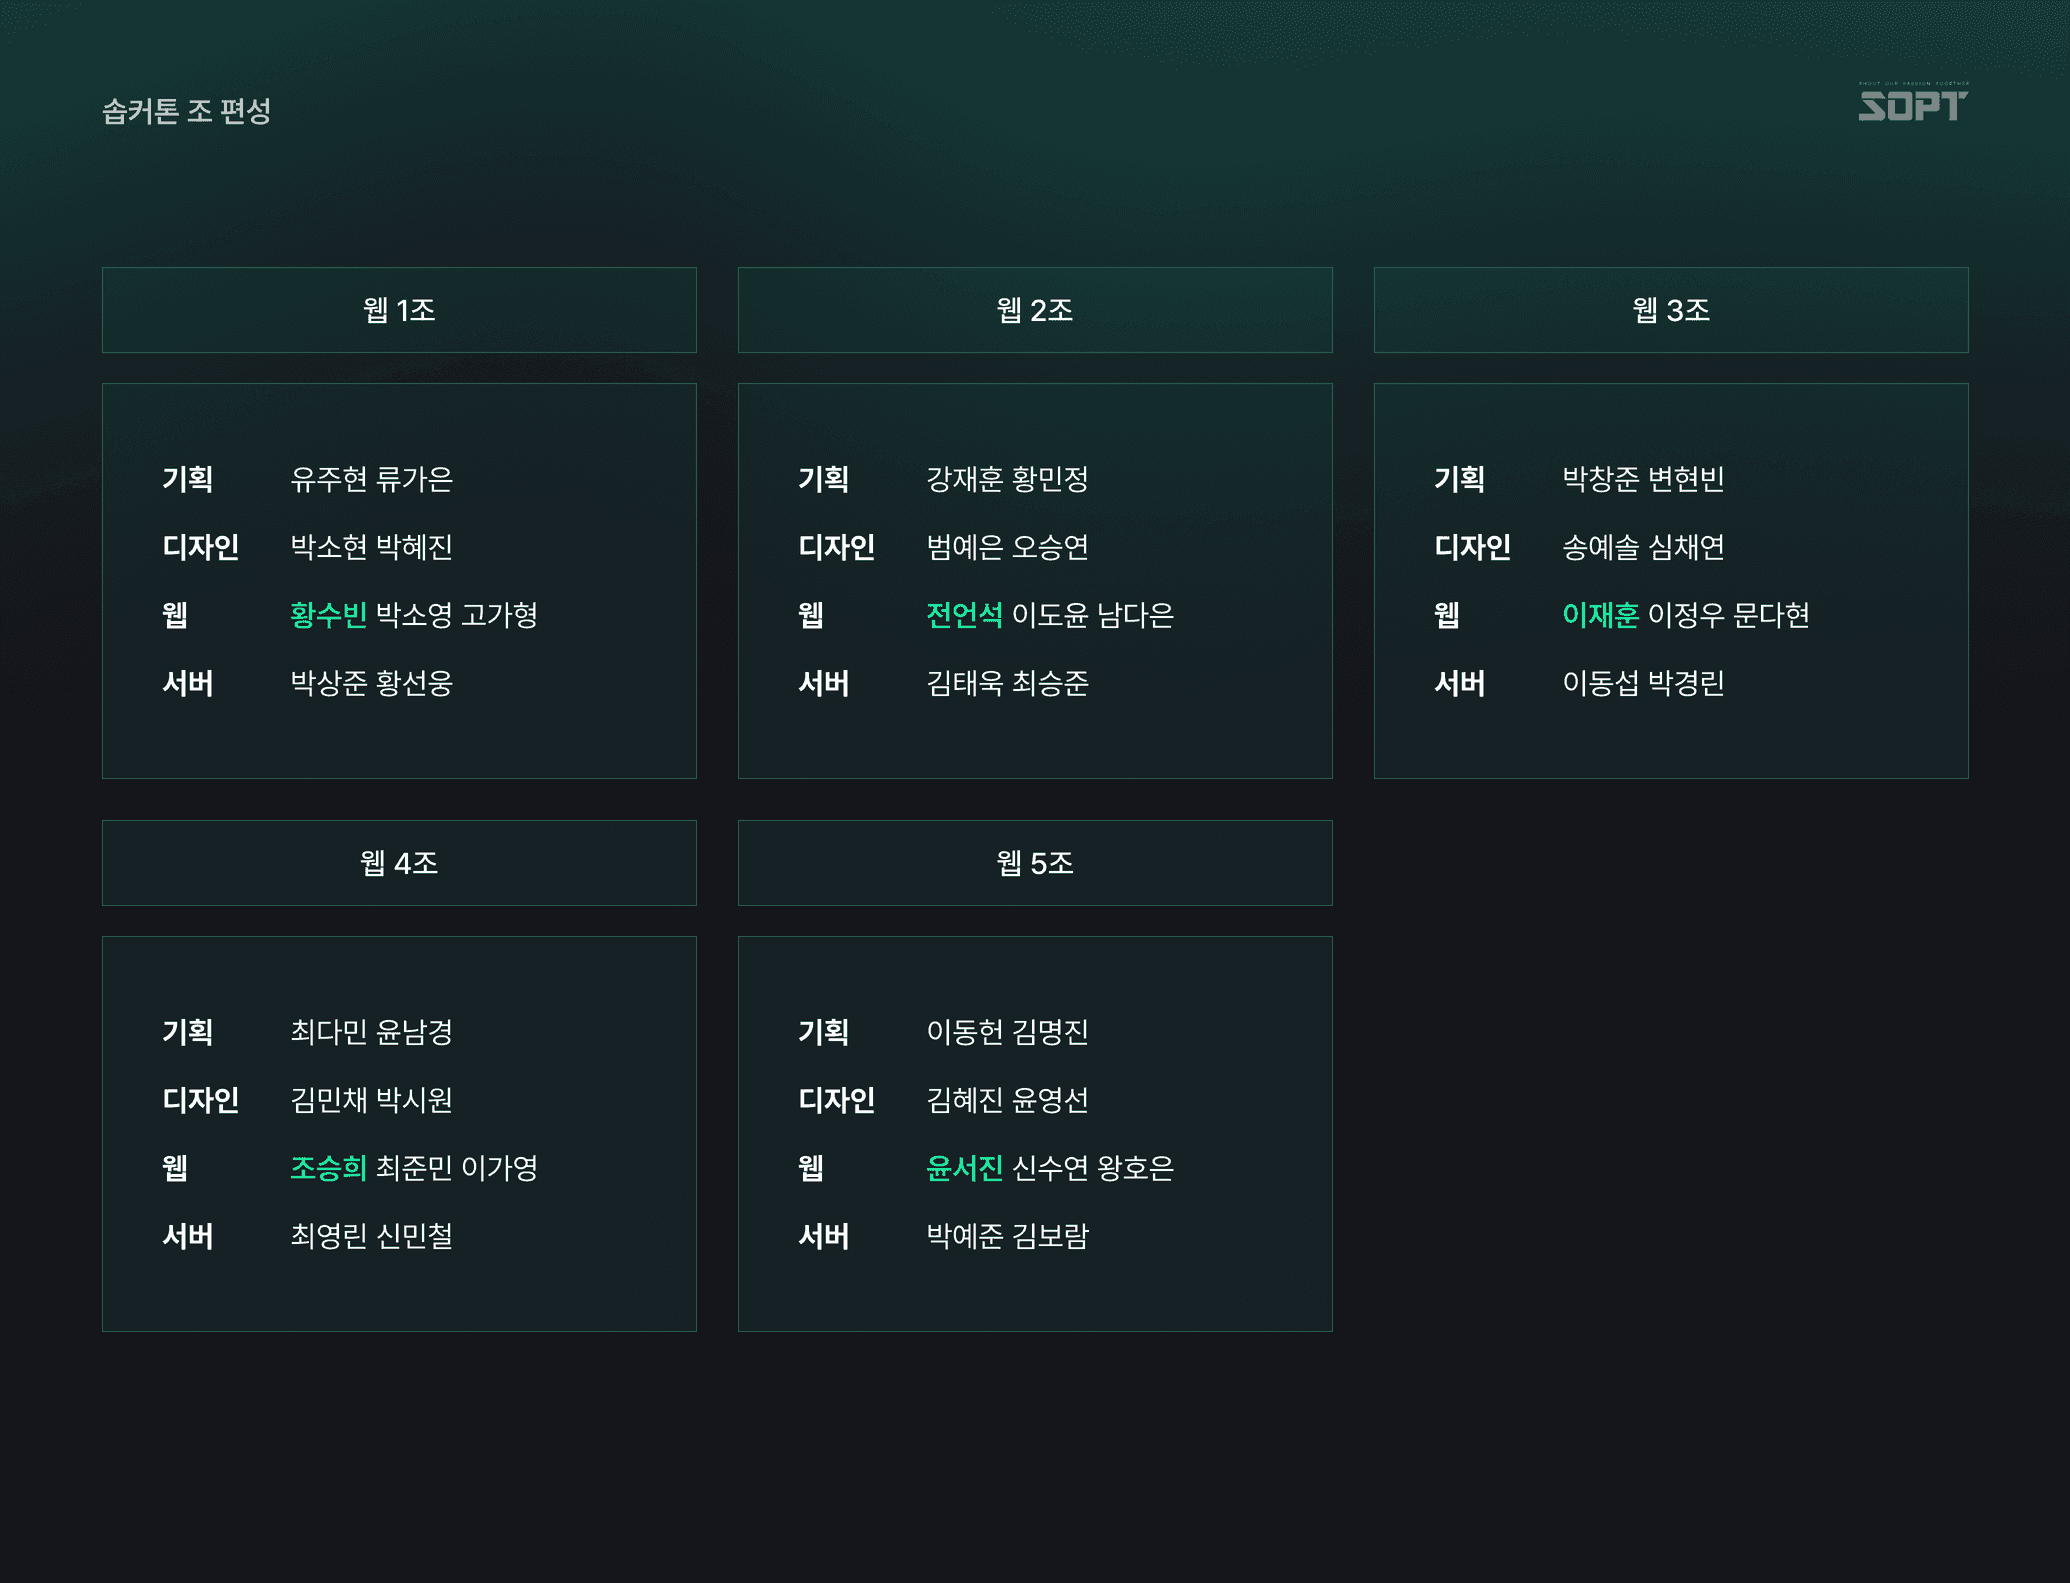 솝커톤 조 편성
SHOUT OUR PASSION TOGETHER
SOPT
웹 1조
기획 유주현 류가은
디자인 박소현 박혜진
웹 황수빈 박소영 고가형
서버 박상준 황선웅
웹 2조
기획 강재훈 황민정
디자인 범예은 오승연
웹 전언석 이도윤 남다은
서버 김태욱 최승준
웹 3조
기획 박창준 변현빈
디자인 송예솔 심채연
웹 이재훈 이정우 문다현
서버 이동섭 박경린
웹 4조
기획 최다민 윤남경
디자인 김민채 박시원
웹 조승희 최준민 이가영
서버 최영린 신민철
웹 5조
기획 이동헌 김명진
디자인 김혜진 윤영선
웹 윤서진 신수연 왕호은
서버 박예준 김보람